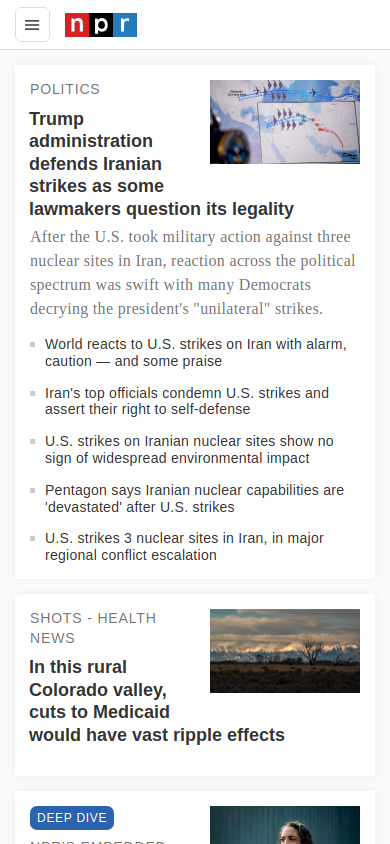 npr
POLITICS
Trump
administration
defends Iranian
strikes as some
lawmakers question its legality
After the U.S. took military action against three
nuclear sites in Iran, reaction across the political
spectrum was swift with many Democrats
decrying the president's "unilateral" strikes.
World reacts to U.S. strikes on Iran with alarm,
caution — and some praise
Iran's top officials condemn U.S. strikes and
assert their right to self-defense
U.S. strikes on Iranian nuclear sites show no
sign of widespread environmental impact
Pentagon says Iranian nuclear capabilities are
'devastated' after U.S. strikes
U.S. strikes 3 nuclear sites in Iran, in major
regional conflict escalation
SHOTS - HEALTH
NEWS
In this rural
Colorado valley,
cuts to Medicaid
would have vast ripple effects
DEEP DIVE
NPR'S EMBEDDED